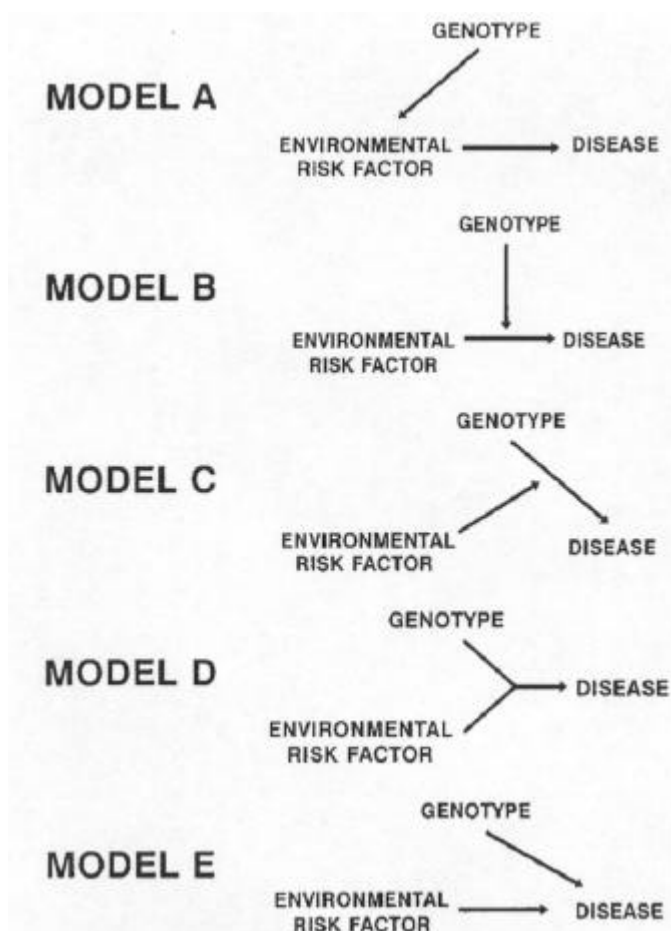 GENOTYPE
MODEL A
ENVIRONMENTAL
RISK FACTOR
DISEASE
GENOTYPE
MODEL B
ENVIRONMENTAL
RISK FACTOR
DISEASE
GENOTYPE
MODEL C
ENVIRONMENTAL
RISK FACTOR
DISEASE
GENOTYPE
MODEL D
DISEASE
ENVIRONMENTAL
RISK FACTOR
GENOTYPE
MODEL E
ENVIRONMENTAL
RISK FACTOR
DISEASE